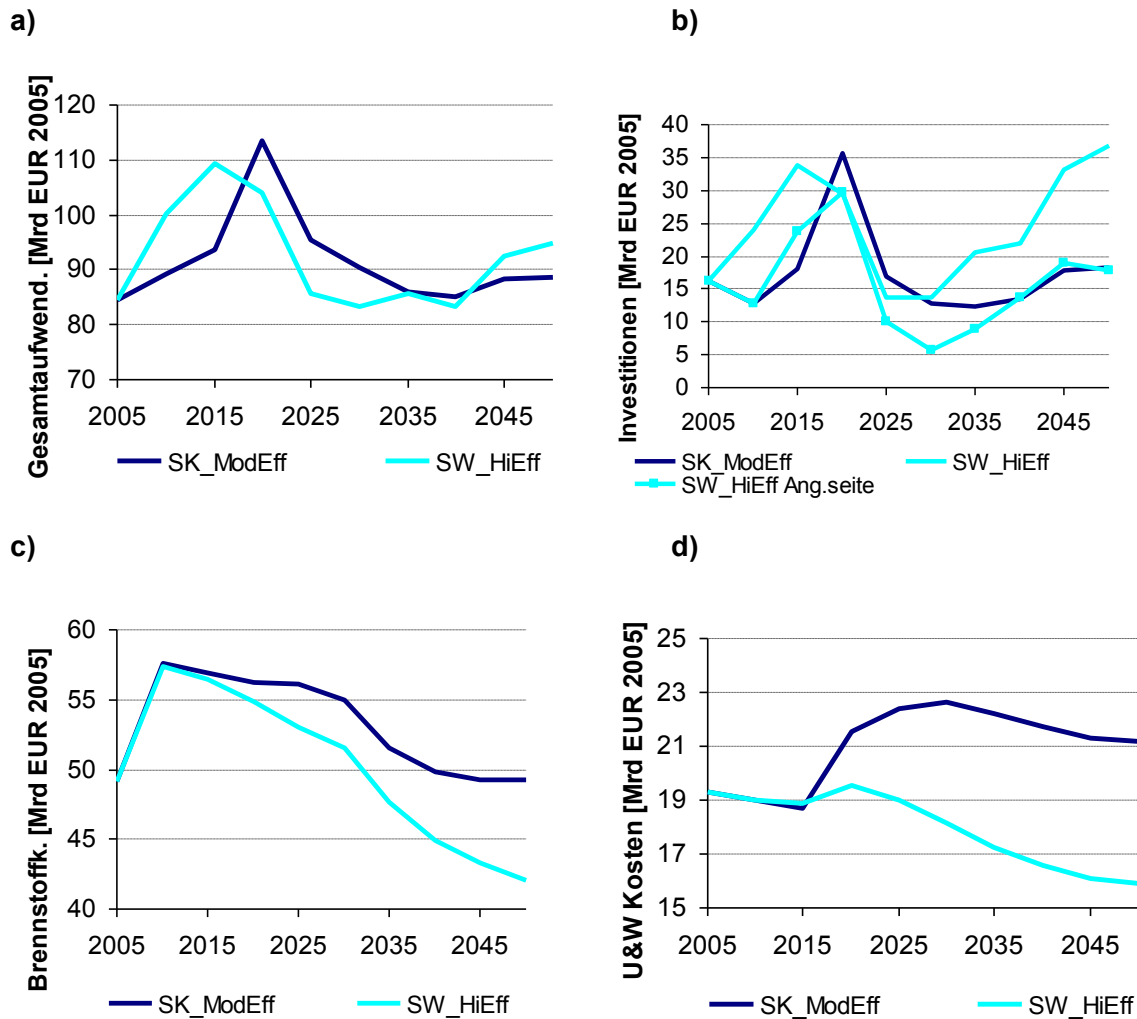 a)
Gesamtaufwend. [Mrd EUR 2005]
120
110
100
90
80
70
2005 2015 2025 2035 2045
SK_ModEff SW_HiEff
b)
Investitionen [Mrd EUR 2005]
40
35
30
25
20
15
10
5
0
2005 2015 2025 2035 2045
SK_ModEff SW_HiEff
SW_HiEff Ang.seite
c)
Brennstoffk. [Mrd EUR 2005]
60
55
50
45
40
2005 2015 2025 2035 2045
SK_ModEff SW_HiEff
d)
U&W Kosten [Mrd EUR 2005]
25
23
21
19
17
15
2005 2015 2025 2035 2045
SK_ModEff SW_HiEff